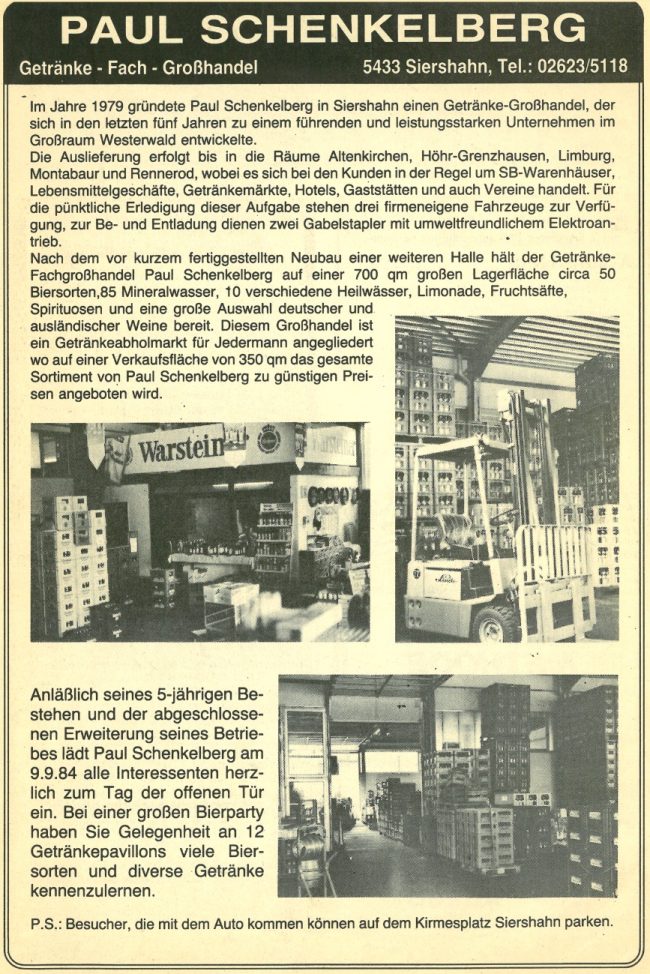 PAUL SCHENKELBERG
Getränke - Fach - Großhandel 5433 Siershahn, Tel.: 02623/5118
Im Jahre 1979 gründete Paul Schenkelberg in Siershahn einen Getränke-Großhandel, der
sich in den letzten fünf Jahren zu einem führenden und leistungsstarken Unternehmen im
Großraum Westerwald entwickelte.
Die Auslieferung erfolgt bis in die Räume Altenkirchen, Höhr-Grenzhausen, Limburg,
Montabaur und Rennerod, wobei es sich bei den Kunden in der Regel um SB-Warenhäuser,
Lebensmittelgeschäfte, Getränkemärkte, Hotels, Gaststätten und auch Vereine handelt. Für
die pünktliche Erledigung dieser Aufgabe stehen drei firmeneigene Fahrzeuge zur Verfü-
gung, zur Be- und Entladung dienen zwei Gabelstapler mit umweltfreundlichem Elektroan-
trieb.
Nach dem vor kurzem fertiggestellten Neubau einer weiteren Halle hält der Getränke-
Fachgroßhandel Paul Schenkelberg auf einer 700 qm großen Lagerfläche circa 50
Biersorten,85 Mineralwasser, 10 verschiedene Heilwässer, Limonade, Fruchtsäfte,
Spirituosen und eine große Auswahl deutscher und
ausländischer Weine bereit. Diesem Großhandel ist
ein Getränkeabholmarkt für Jedermann angegliedert
wo auf einer Verkaufsfläche von 350 qm das gesamte
Sortiment von Paul Schenkelberg zu günstigen Prei-
sen angeboten wird.
Warstein
Warsteiner
Linde
Anläßlich seines 5-jährigen Be-
stehen und der abgeschlosse-
nen Erweiterung seines Betrie-
bes lädt Paul Schenkelberg am
9.9.84 alle Interessenten herz-
lich zum Tag der offenen Tür
ein. Bei einer großen Bierparty
haben Sie Gelegenheit an 12
Getränkepavillons viele Bier-
sorten und diverse Getränke
kennenzulernen.
P.S.: Besucher, die mit dem Auto kommen können auf dem Kirmesplatz Siershahn parken.